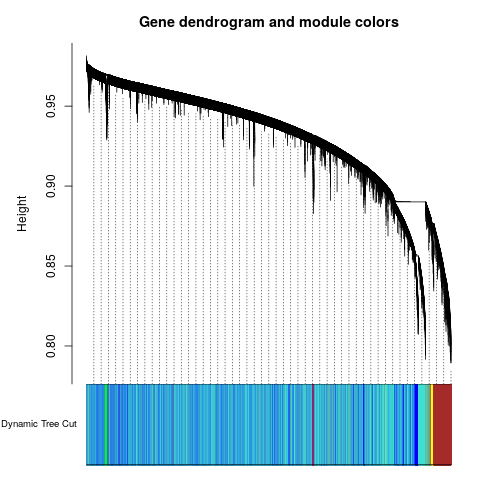 Gene dendrogram and module colors
Height
0.95
0.90
0.85
0.80
Dynamic Tree Cut